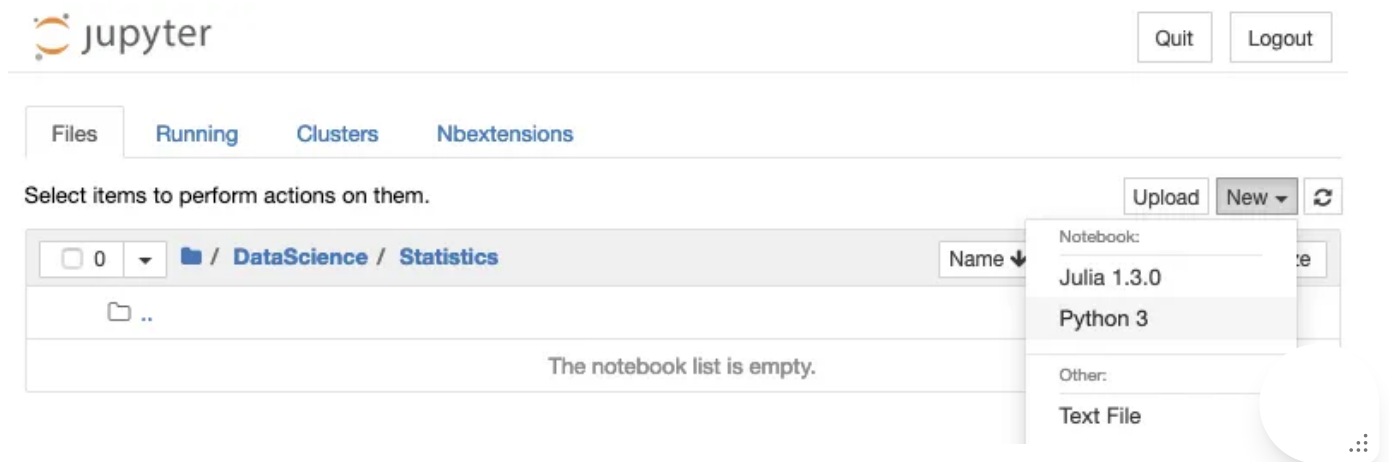 jupyter
Quit Logout
Files Running Clusters Nbextensions
Select items to perform actions on them.
Upload New
0 / DataScience / Statistics Name
..
The notebook list is empty.
Notebook:
Julia 1.3.0
Python 3
Other:
Text File